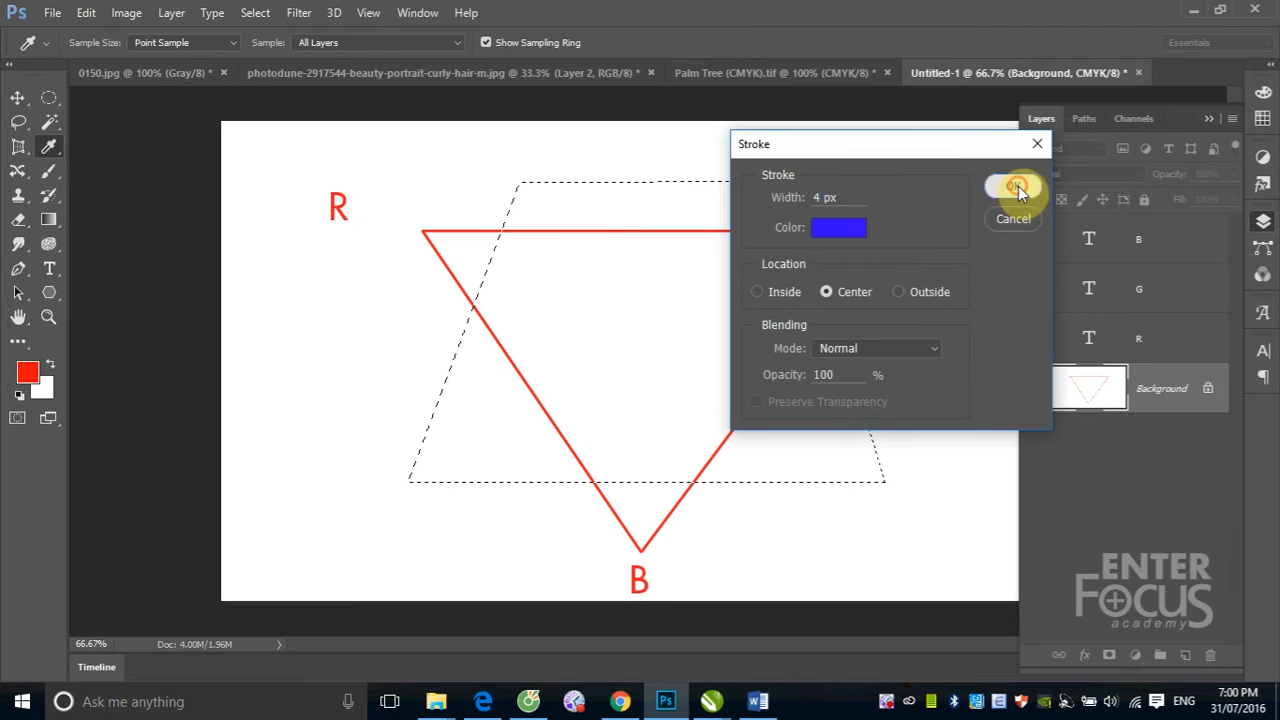 Ps File Edit Image Layer Type Select Filter 3D View Window Help
Sample Size: Point Sample Sample: All Layers Show Sampling Ring Essentials
0150.jpg @ 100% (Gray/8) * × photodune-2917544-beauty-portrait-curly-hair-m.jpg @ 33.3% (Layer 2, RGB/8) * × Palm Tree (CMYK).tif @ 100% (CMYK/8) * × Untitled-1 @ 66.7% (Background, CMYK/8) * ×
Layers Paths Channels
Stroke
Opacity:
Fill:
Stroke
Width: 4 px
Color:
OK
Cancel
Location
Inside Center Outside
Blending
Mode: Normal
Opacity: 100 %
Preserve Transparency
T B
T G
T R
Background
R
B
ENTER
FOCUS
academy
66.67% Doc: 4.00M/1.96M
Timeline
Ask me anything
Ps
ENG
7:00 PM
31/07/2016